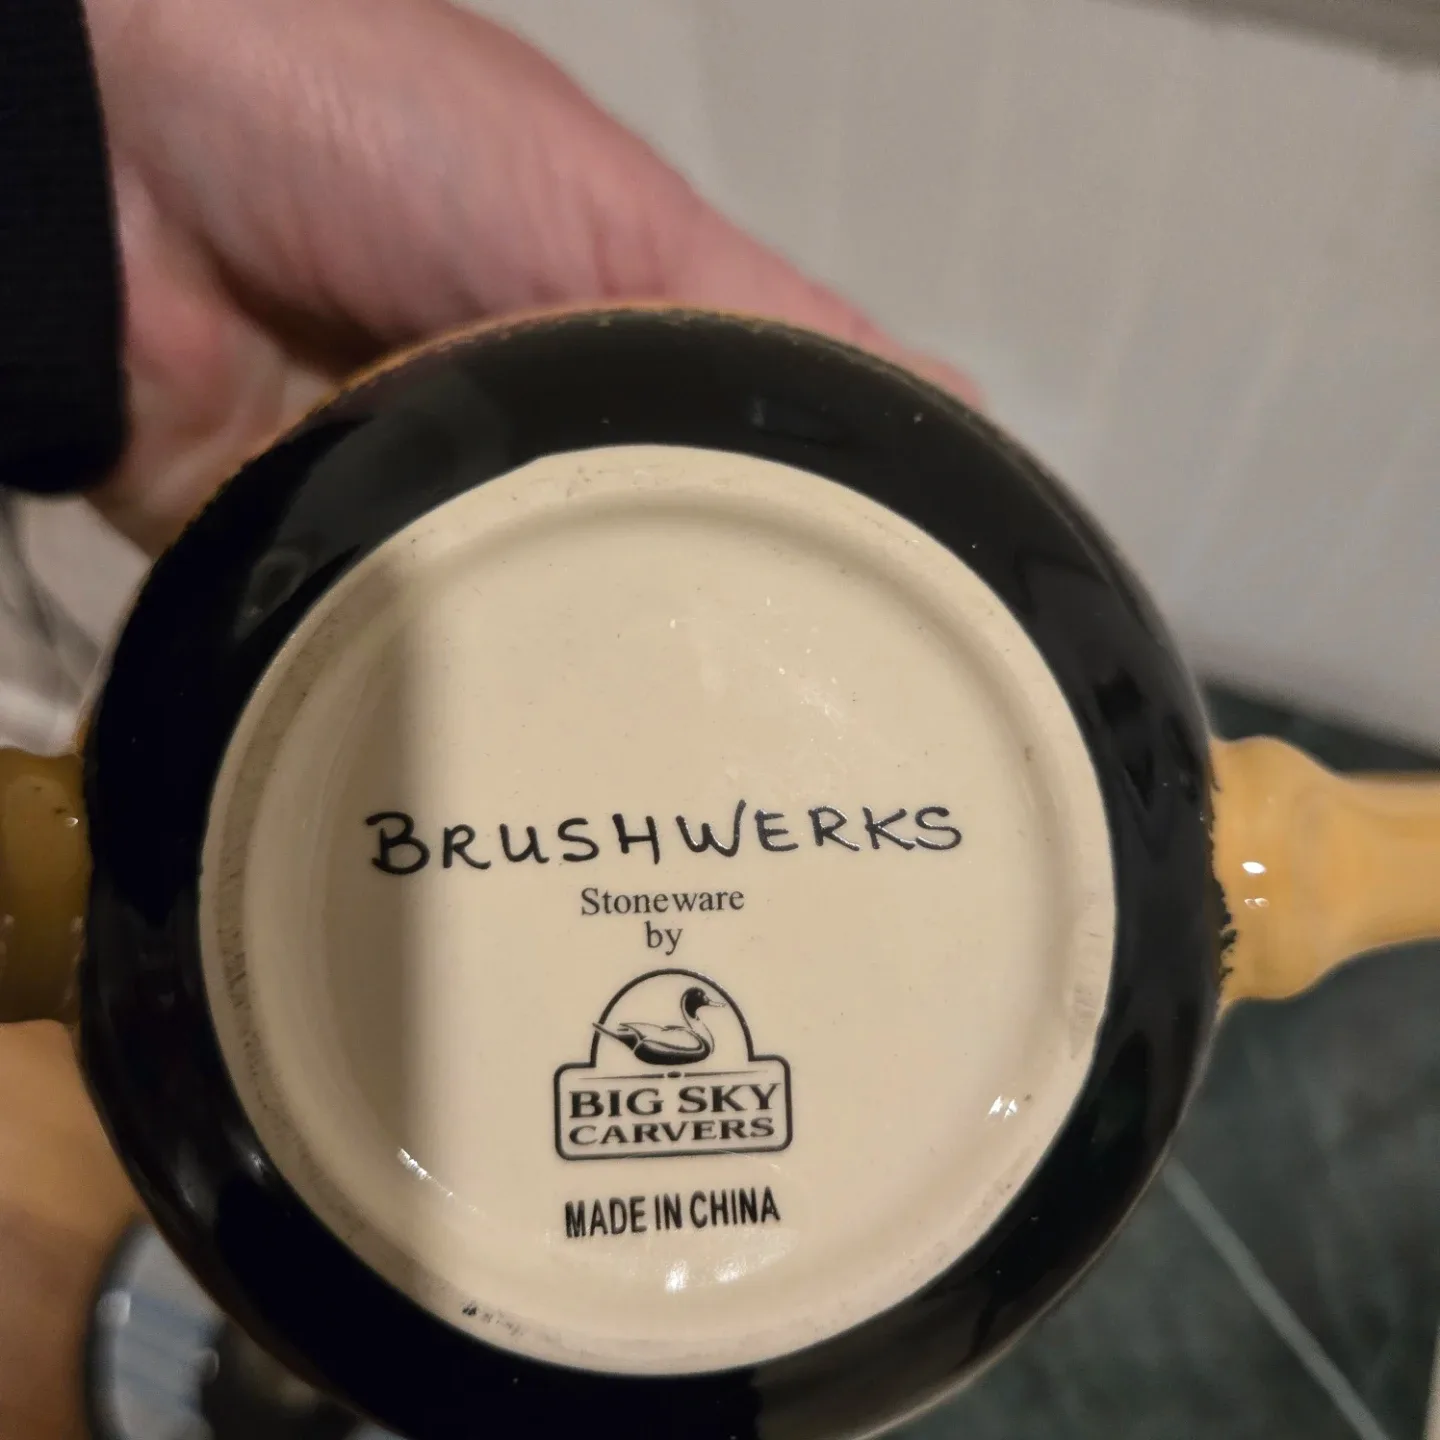 BRUSHWERKS
Stoneware
by
BIG SKY
CARVERS
MADE IN CHINA